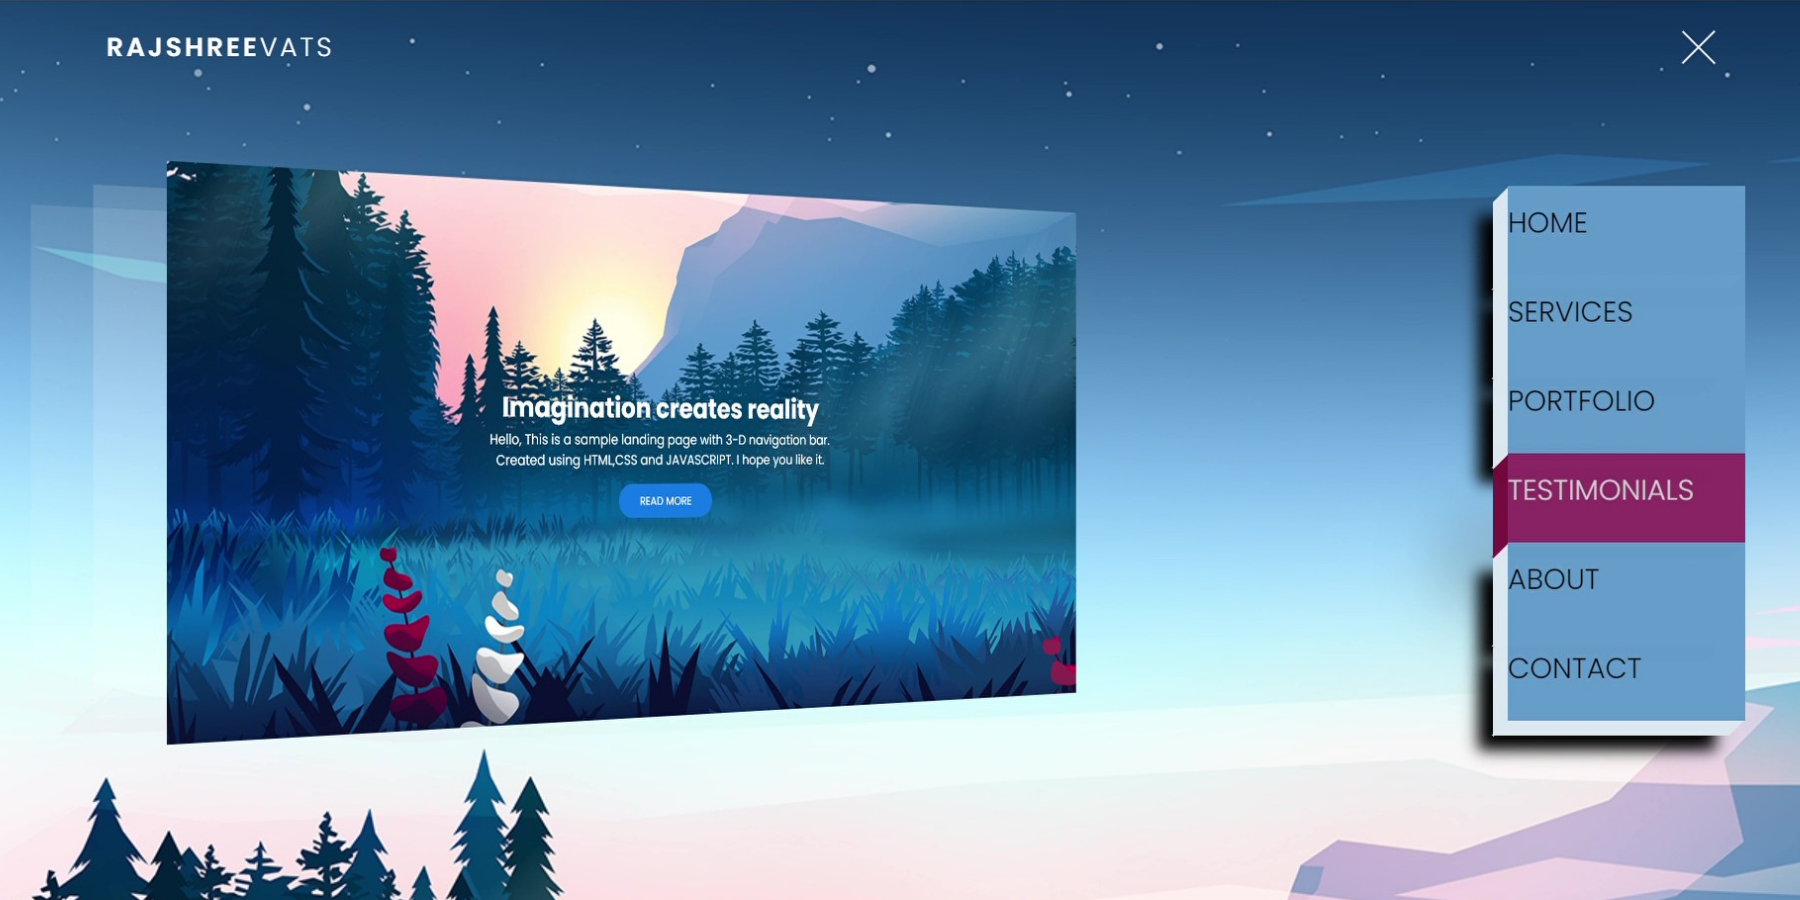 RAJSHREEVATS
Imagination creates reality
Hello, This is a sample landing page with 3-D navigation bar.
Created using HTML,CSS and JAVASCRIPT. I hope you like it.
READ MORE
HOME
SERVICES
PORTFOLIO
TESTIMONIALS
ABOUT
CONTACT